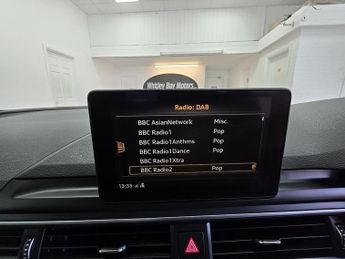 Whitley Bay Motors
Radio: DAB
BBC AsianNetwork Misc.
BBC Radio1 Pop
BBC Radio1Anthms Pop
BBC Radio1Dance Pop
BBC Radio1Xtra
BBC Radio2 Pop
13:33